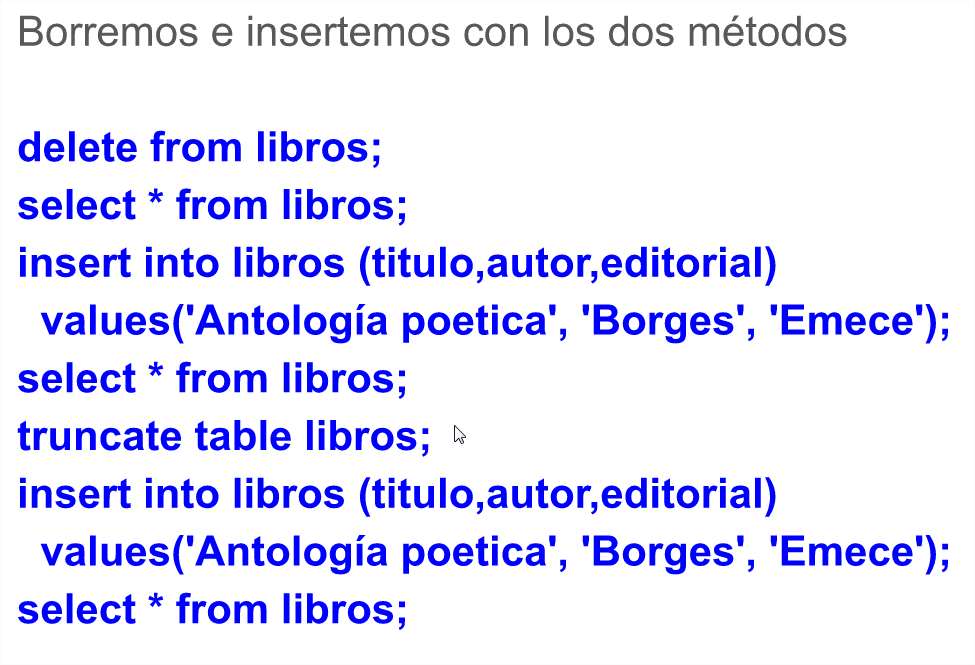 Borremos e insertemos con los dos métodos
delete from libros;
select * from libros;
insert into libros (titulo,autor,editorial)
values('Antología poetica', 'Borges', 'Emece');
select * from libros;
truncate table libros;
insert into libros (titulo,autor,editorial)
values('Antología poetica', 'Borges', 'Emece');
select * from libros;